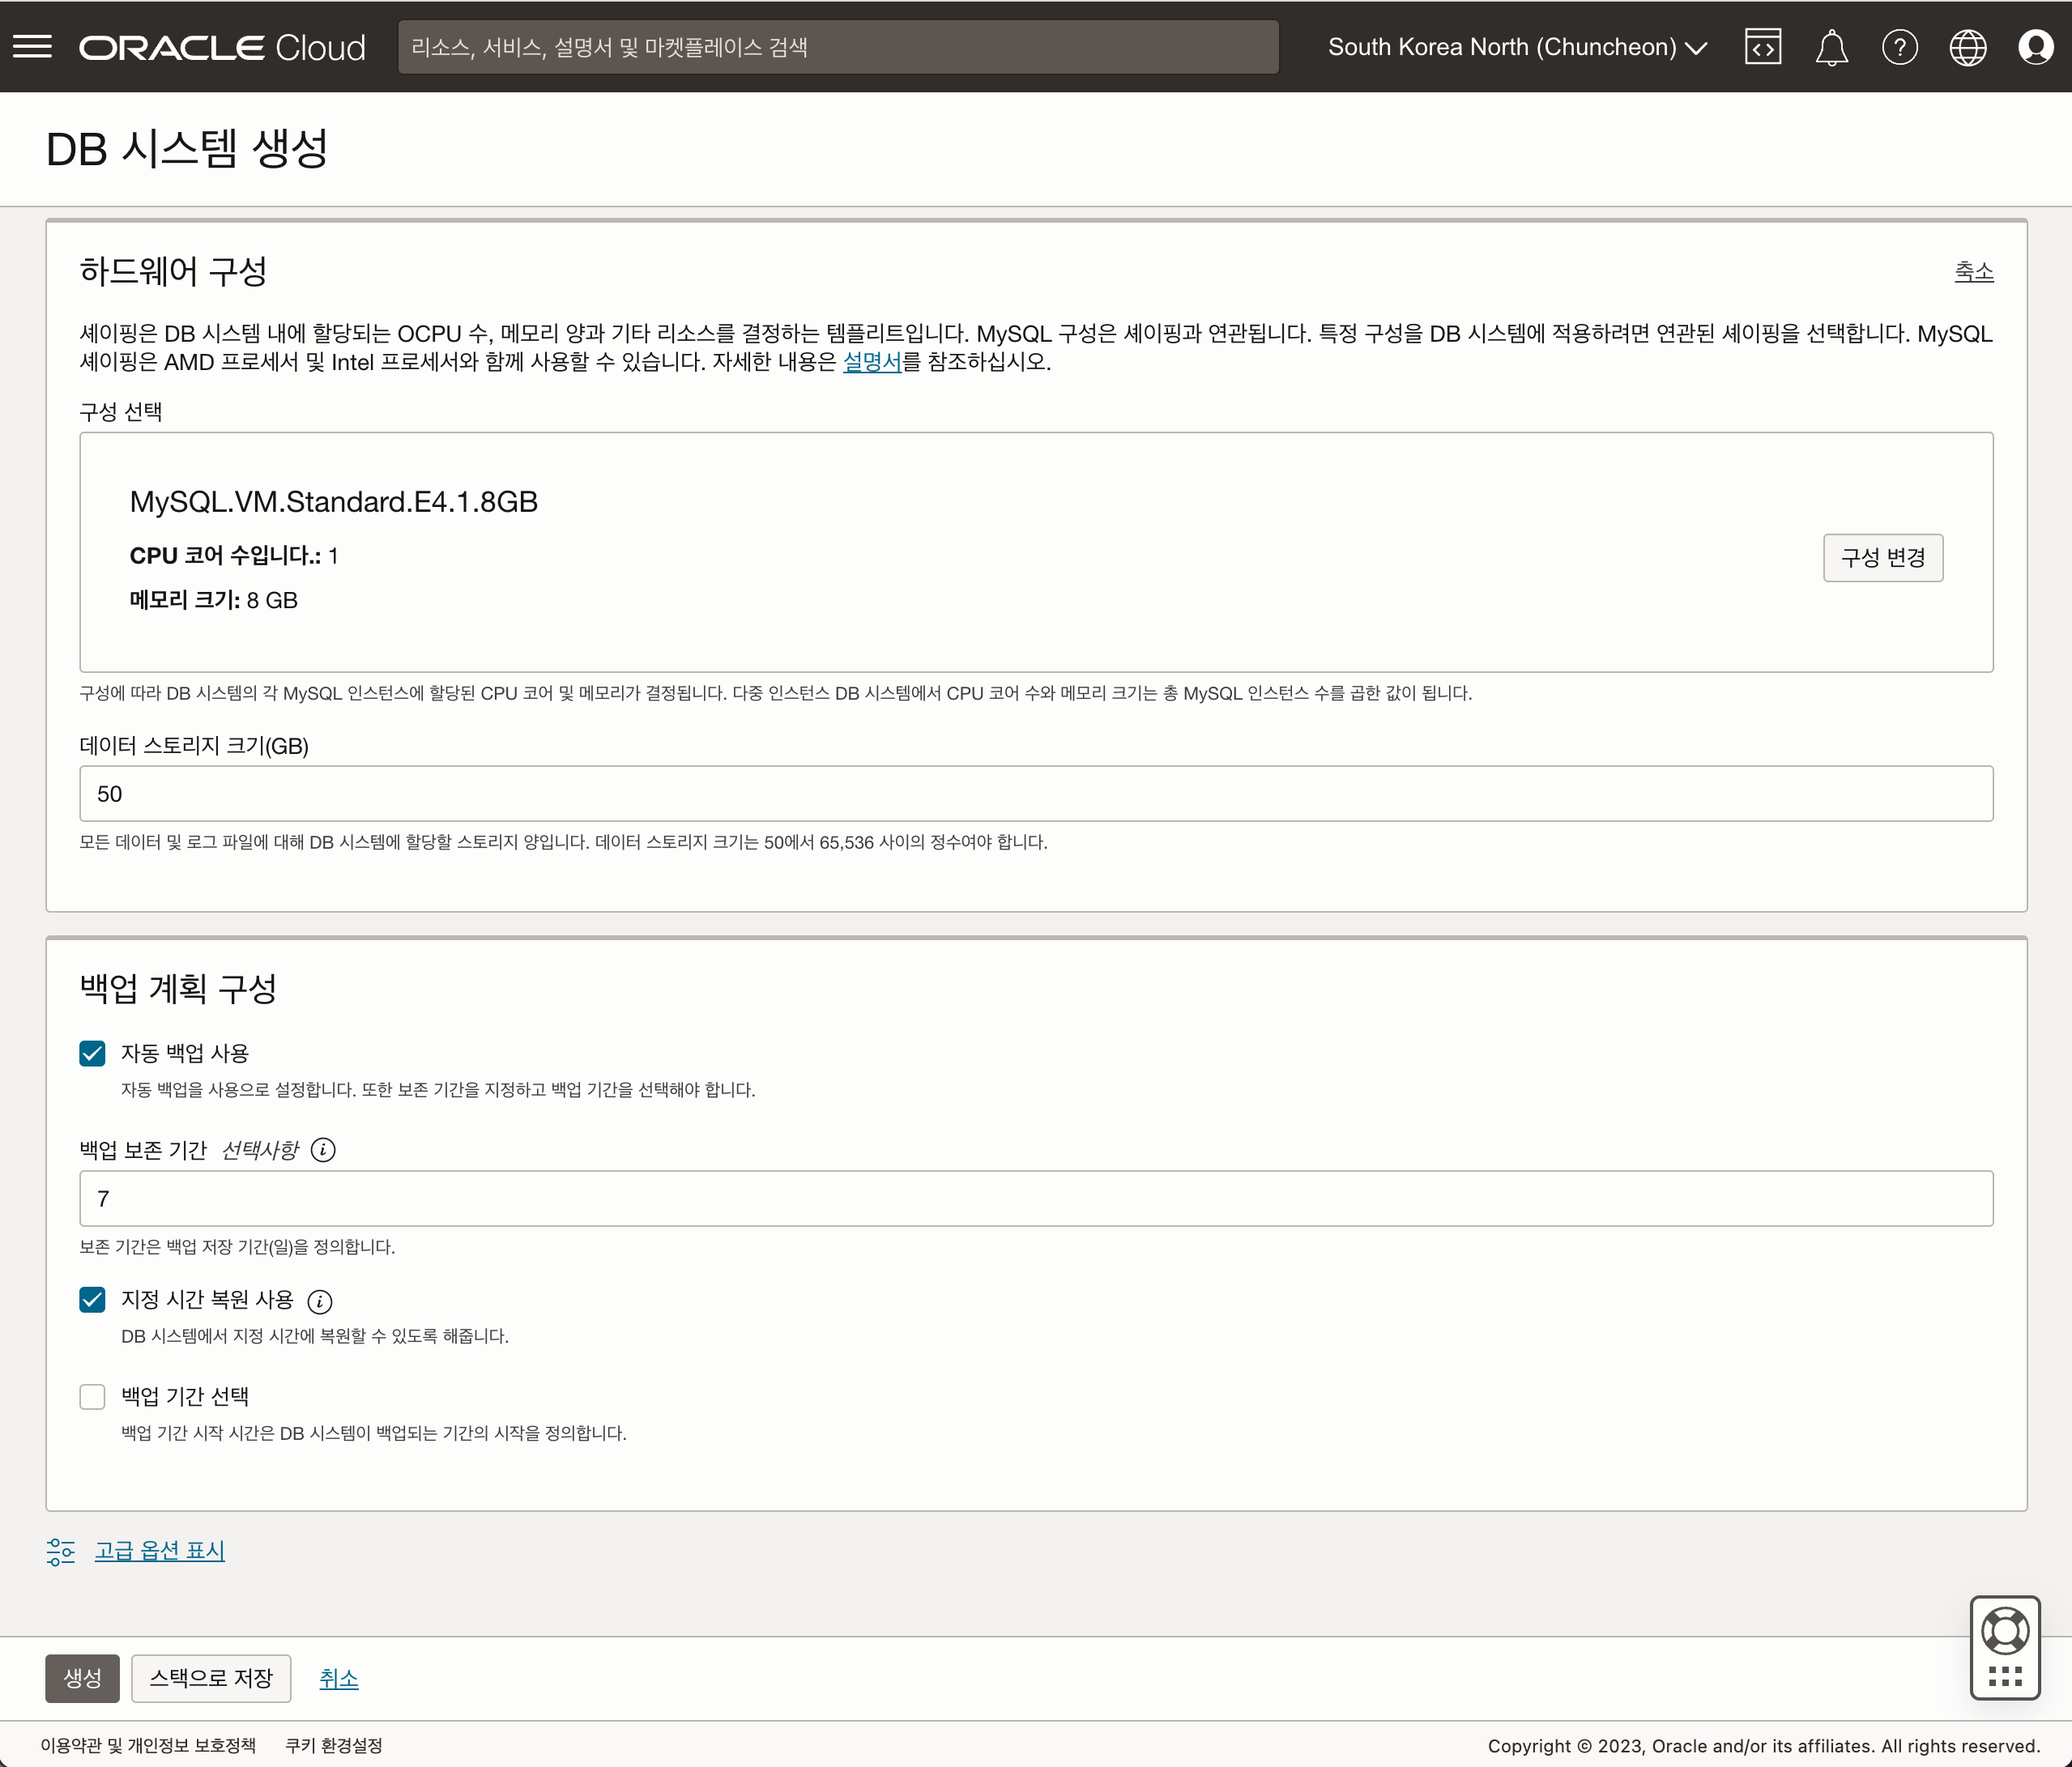 ORACLE Cloud
리소스, 서비스, 설명서 및 마켓플레이스 검색
South Korea North (Chuncheon)
DB 시스템 생성
하드웨어 구성
축소
셰이핑은 DB 시스템 내에 할당되는 OCPU 수, 메모리 양과 기타 리소스를 결정하는 템플리트입니다. MySQL 구성은 셰이핑과 연관됩니다. 특정 구성을 DB 시스템에 적용하려면 연관된 셰이핑을 선택합니다. MySQL
셰이핑은 AMD 프로세서 및 Intel 프로세서와 함께 사용할 수 있습니다. 자세한 내용은 설명서를 참조하십시오.
구성 선택
MySQL.VM.Standard.E4.1.8GB
CPU 코어 수입니다.: 1
구성 변경
메모리 크기: 8 GB
구성에 따라 DB 시스템의 각 MySQL 인스턴스에 할당된 CPU 코어 및 메모리가 결정됩니다. 다중 인스턴스 DB 시스템에서 CPU 코어 수와 메모리 크기는 총 MySQL 인스턴스 수를 곱한 값이 됩니다.
데이터 스토리지 크기(GB)
50
모든 데이터 및 로그 파일에 대해 DB 시스템에 할당할 스토리지 양입니다. 데이터 스토리지 크기는 50에서 65,536 사이의 정수여야 합니다.
백업 계획 구성
자동 백업 사용
자동 백업을 사용으로 설정합니다. 또한 보존 기간을 지정하고 백업 기간을 선택해야 합니다.
백업 보존 기간 선택사항
7
보존 기간은 백업 저장 기간(일)을 정의합니다.
지정 시간 복원 사용
DB 시스템에서 지정 시간에 복원할 수 있도록 해줍니다.
백업 기간 선택
백업 기간 시작 시간은 DB 시스템이 백업되는 기간의 시작을 정의합니다.
고급 옵션 표시
생성
스택으로 저장
취소
이용약관 및 개인정보 보호정책
쿠키 환경설정
Copyright © 2023, Oracle and/or its affiliates. All rights reserved.